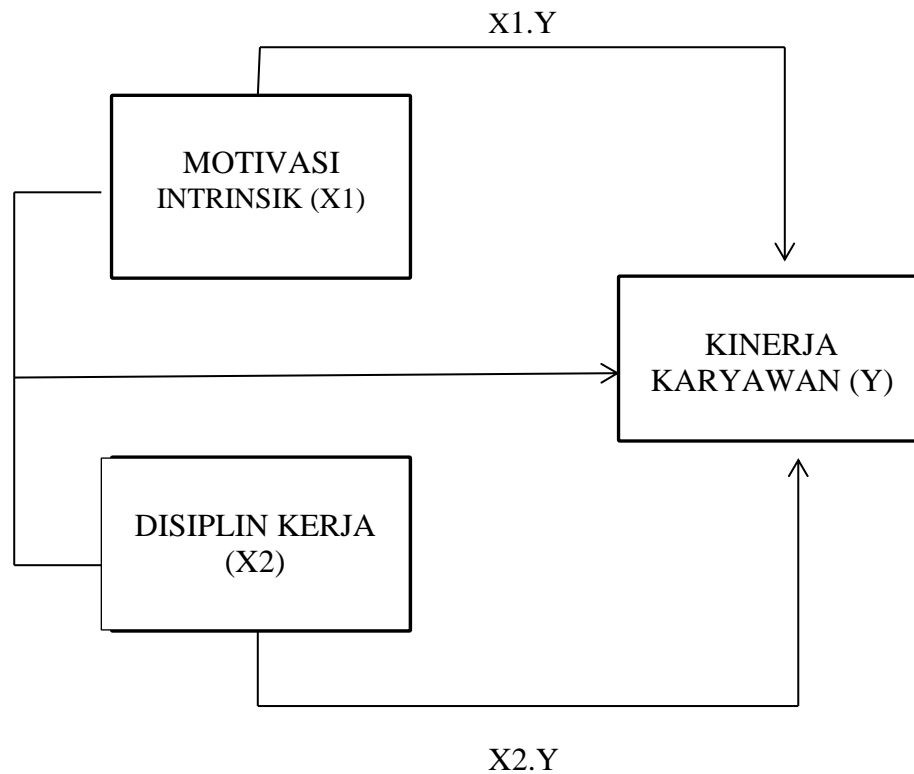 X1.Y
MOTIVASI
INTRINSIK (X1)
KINERJA
KARYAWAN (Y)
DISIPLIN KERJA
(X2)
X2.Y